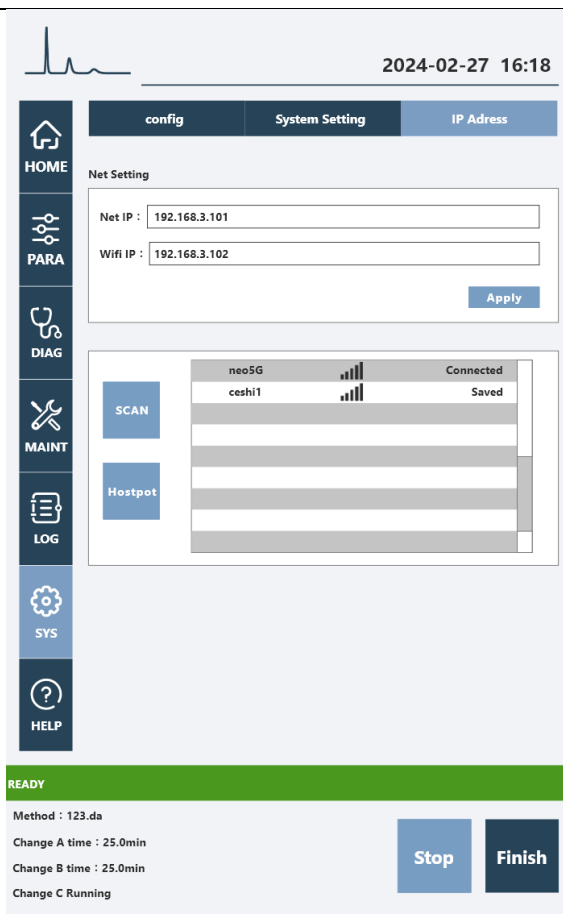 2024-02-27 16:18
config System Setting IP Adress
HOME
Net Setting
Net IP：192.168.3.101
Wifi IP：192.168.3.102
Apply
PARA
DIAG
MAINT
LOG
SYS
HELP
neo5G Connected
ceshi1 Saved
SCAN
Hostpot
READY
Method：123.da
Change A time：25.0min
Change B time：25.0min
Change C Running
Stop Finish